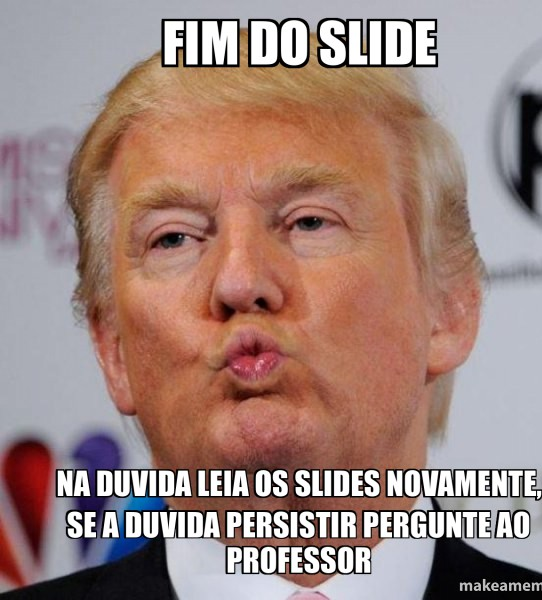 FIM DO SLIDE
NA DUVIDA LEIA OS SLIDES NOVAMENTE,
SE A DUVIDA PERSISTIR PERGUNTE AO
PROFESSOR
makeamem